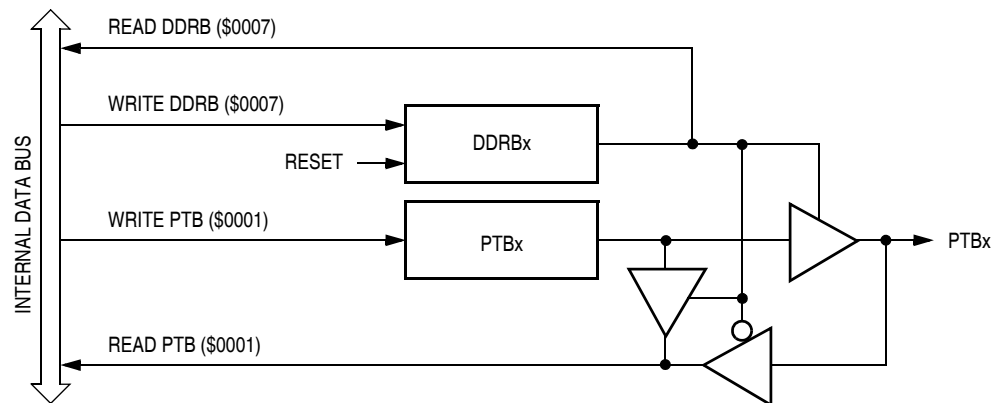 READ DDRB ($0007)
WRITE DDRB ($0007)
DDRBx
RESET
WRITE PTB ($0001)
PTBx
PTBx
READ PTB ($0001)
INTERNAL DATA BUS